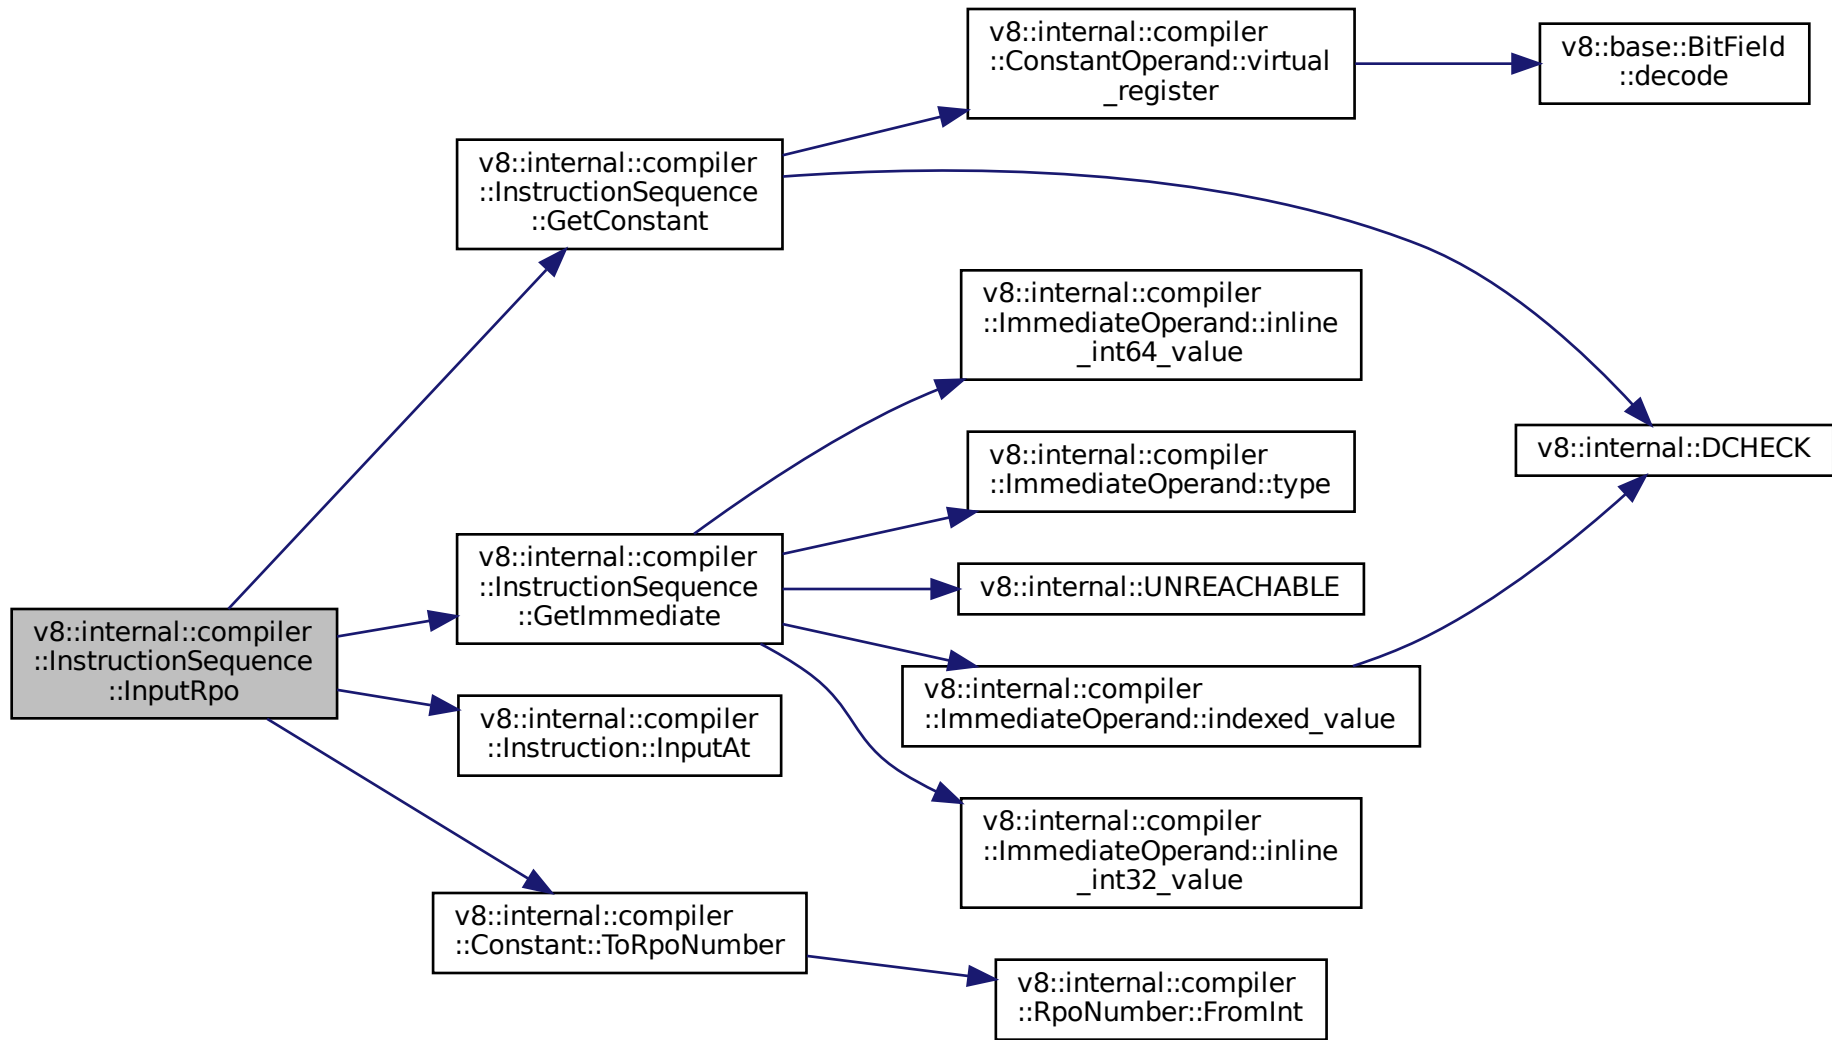 v8::internal::compiler
::InstructionSequence
::InputRpo
v8::internal::compiler
::InstructionSequence
::GetConstant
v8::internal::compiler
::ConstantOperand::virtual
_register
v8::base::BitField
::decode
v8::internal::DCHECK
v8::internal::compiler
::InstructionSequence
::GetImmediate
v8::internal::compiler
::ImmediateOperand::inline
_int64_value
v8::internal::compiler
::ImmediateOperand::type
v8::internal::UNREACHABLE
v8::internal::compiler
::ImmediateOperand::indexed_value
v8::internal::compiler
::ImmediateOperand::inline
_int32_value
v8::internal::compiler
::Instruction::InputAt
v8::internal::compiler
::Constant::ToRpoNumber
v8::internal::compiler
::RpoNumber::FromInt